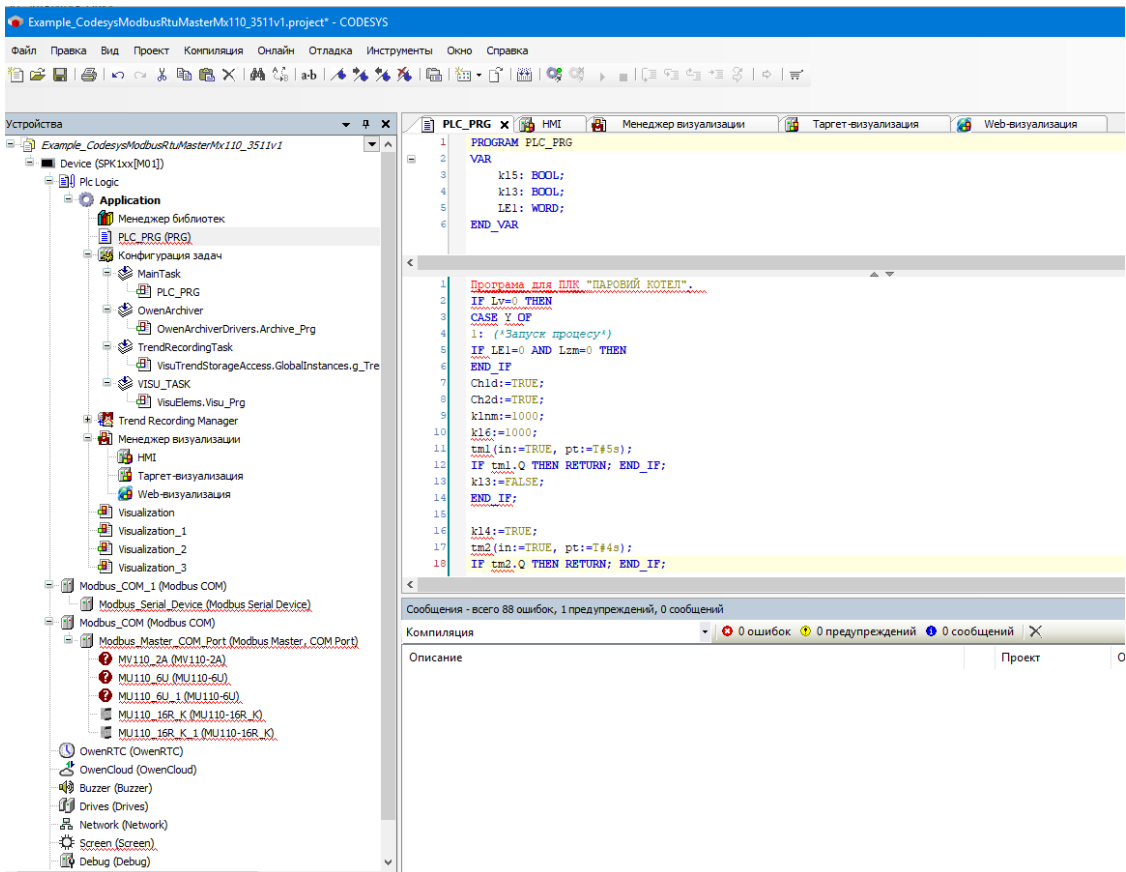 Example_CodesysModbusRtuMasterMx110_3511v1.project* - CODESYS
Файл Правка Вид Проект Компиляция Онлайн Отладка Инструменты Окно Справка
Устройства
Example_CodesysModbusRtuMasterMx110_3511v1
Device (SPK1xx[M01])
Plc Logic
Application
Менеджер библиотек
PLC_PRG (PRG)
Конфигурация задач
MainTask
PLC_PRG
OwenArchiver
OwenArchiverDrivers.Archive_Prg
TrendRecordingTask
VisuTrendStorageAccess.GlobalInstances.g_Tre
VISU_TASK
VisuElems.Visu_Prg
Trend Recording Manager
Менеджер визуализации
HMI
Таргет-визуализация
Web-визуализация
Visualization
Visualization_1
Visualization_2
Visualization_3
Modbus_COM_1 (Modbus COM)
Modbus_Serial_Device (Modbus Serial Device)
Modbus_COM (Modbus COM)
Modbus_Master_COM_Port (Modbus Master, COM Port)
MV110_2A (MV110-2A)
MU110_6U (MU110-6U)
MU110_6U_1 (MU110-6U)
MU110_16R_K (MU110-16R_K)
MU110_16R_K_1 (MU110-16R_K)
OwenRTC (OwenRTC)
OwenCloud (OwenCloud)
Buzzer (Buzzer)
Drives (Drives)
Network (Network)
Screen (Screen)
Debug (Debug)
PLC_PRG HMI Менеджер визуализации Таргет-визуализация Web-визуализация
1 PROGRAM PLC_PRG
2 VAR
3 k15: BOOL;
4 k13: BOOL;
5 LE1: WORD;
6 END_VAR
1 Програма для ПЛК "ПАРОВИЙ КОТЕЛ".
2 IF Lv=0 THEN
3 CASE Y OF
4 1: (*Запуск процесу*)
5 IF LE1=0 AND Lzm=0 THEN
6 END_IF
7 Ch1d:=TRUE;
8 Ch2d:=TRUE;
9 k1nm:=1000;
10 k16:=1000;
11 tm1(in:=TRUE, pt:=T#5s);
12 IF tm1.Q THEN RETURN; END_IF;
13 k13:=FALSE;
14 END_IF;
15
16 k14:=TRUE;
17 tm2(in:=TRUE, pt:=T#4s);
18 IF tm2.Q THEN RETURN; END_IF;
Сообщения - всего 88 ошибок, 1 предупреждений, 0 сообщений
Компиляция 0 ошибок 0 предупреждений 0 сообщений
Описание Проект О